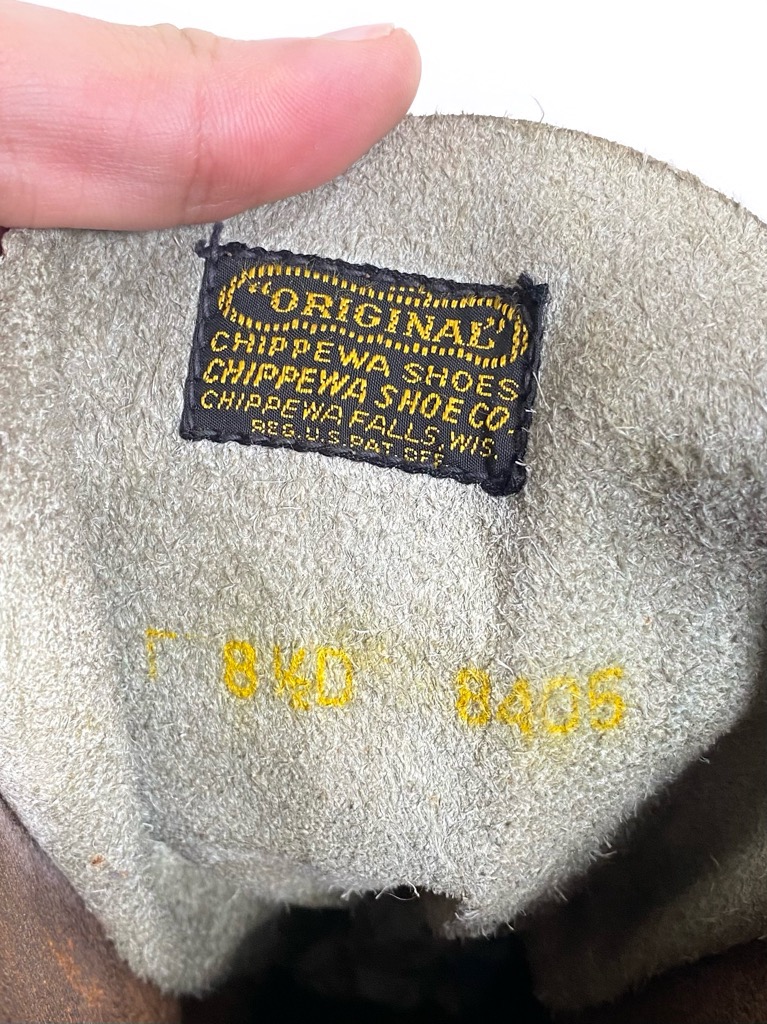 "ORIGINAL"
CHIPPEWA SHOES
CHIPPEWA SHOE CO.
CHIPPEWA FALLS, WIS.
REG. U.S. PAT. OFF.
8½D 8405